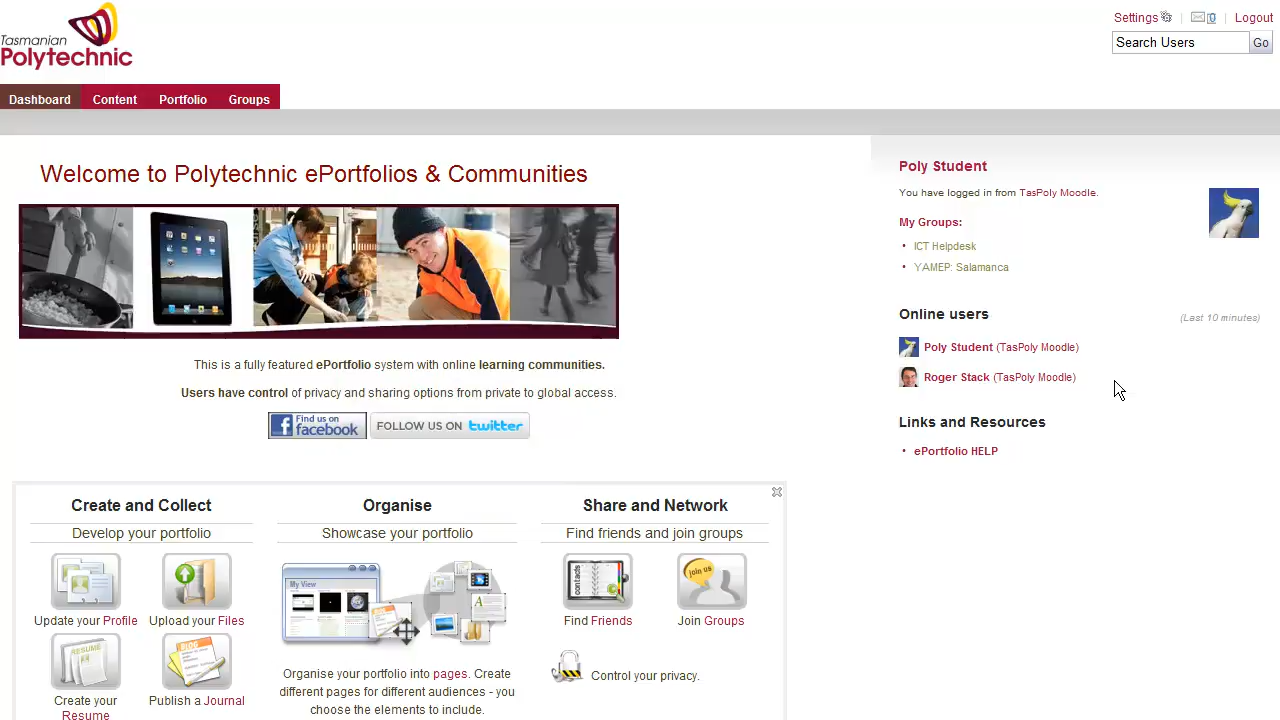 Tasmanian
Polytechnic
Settings
0
Logout
Search Users
Go
Dashboard
Content
Portfolio
Groups
Welcome to Polytechnic ePortfolios & Communities
This is a fully featured ePortfolio system with online learning communities.
Users have control of privacy and sharing options from private to global access.
Find us on
facebook
FOLLOW US ON twitter
Poly Student
You have logged in from TasPoly Moodle.
My Groups:
ICT Helpdesk
YAMEP: Salamanca
Online users
(Last 10 minutes)
Poly Student (TasPoly Moodle)
Roger Stack (TasPoly Moodle)
Links and Resources
ePortfolio HELP
Create and Collect
Develop your portfolio
Update your Profile
Upload your Files
RESUME
BLOG
Create your
Resume
Publish a Journal
Organise
Showcase your portfolio
My View
A
BLOG
Organise your portfolio into pages. Create
different pages for different audiences - you
choose the elements to include.
Share and Network
Find friends and join groups
contacts
join us
Find Friends
Join Groups
Control your privacy.